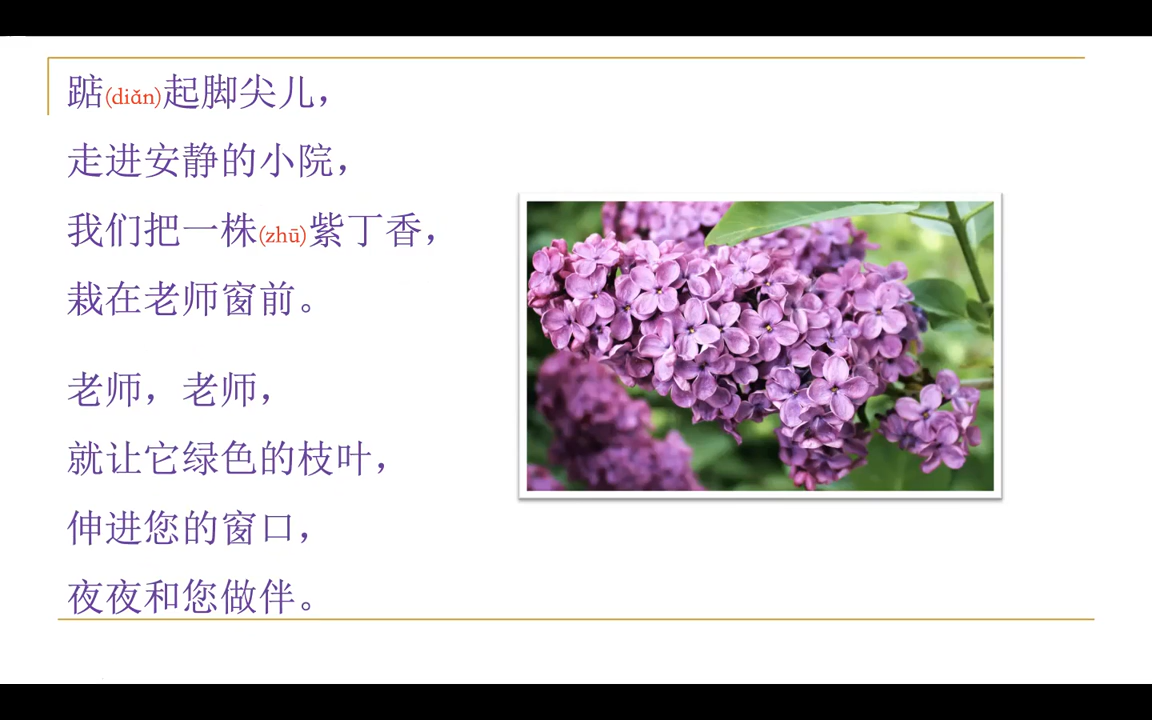 踮(diǎn)起脚尖儿，
走进安静的小院，
我们把一株(zhū)紫丁香，
栽在老师窗前。
老师，老师，
就让它绿色的枝叶，
伸进您的窗口，
夜夜和您做伴。